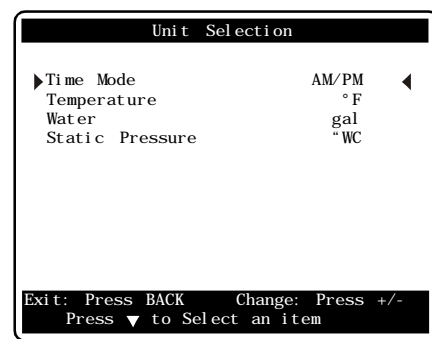 Unit Selection
Time Mode AM/PM
Temperature °F
Water gal
Static Pressure "WC
Exit: Press BACK Change: Press +/-
Press ▼ to Select an item